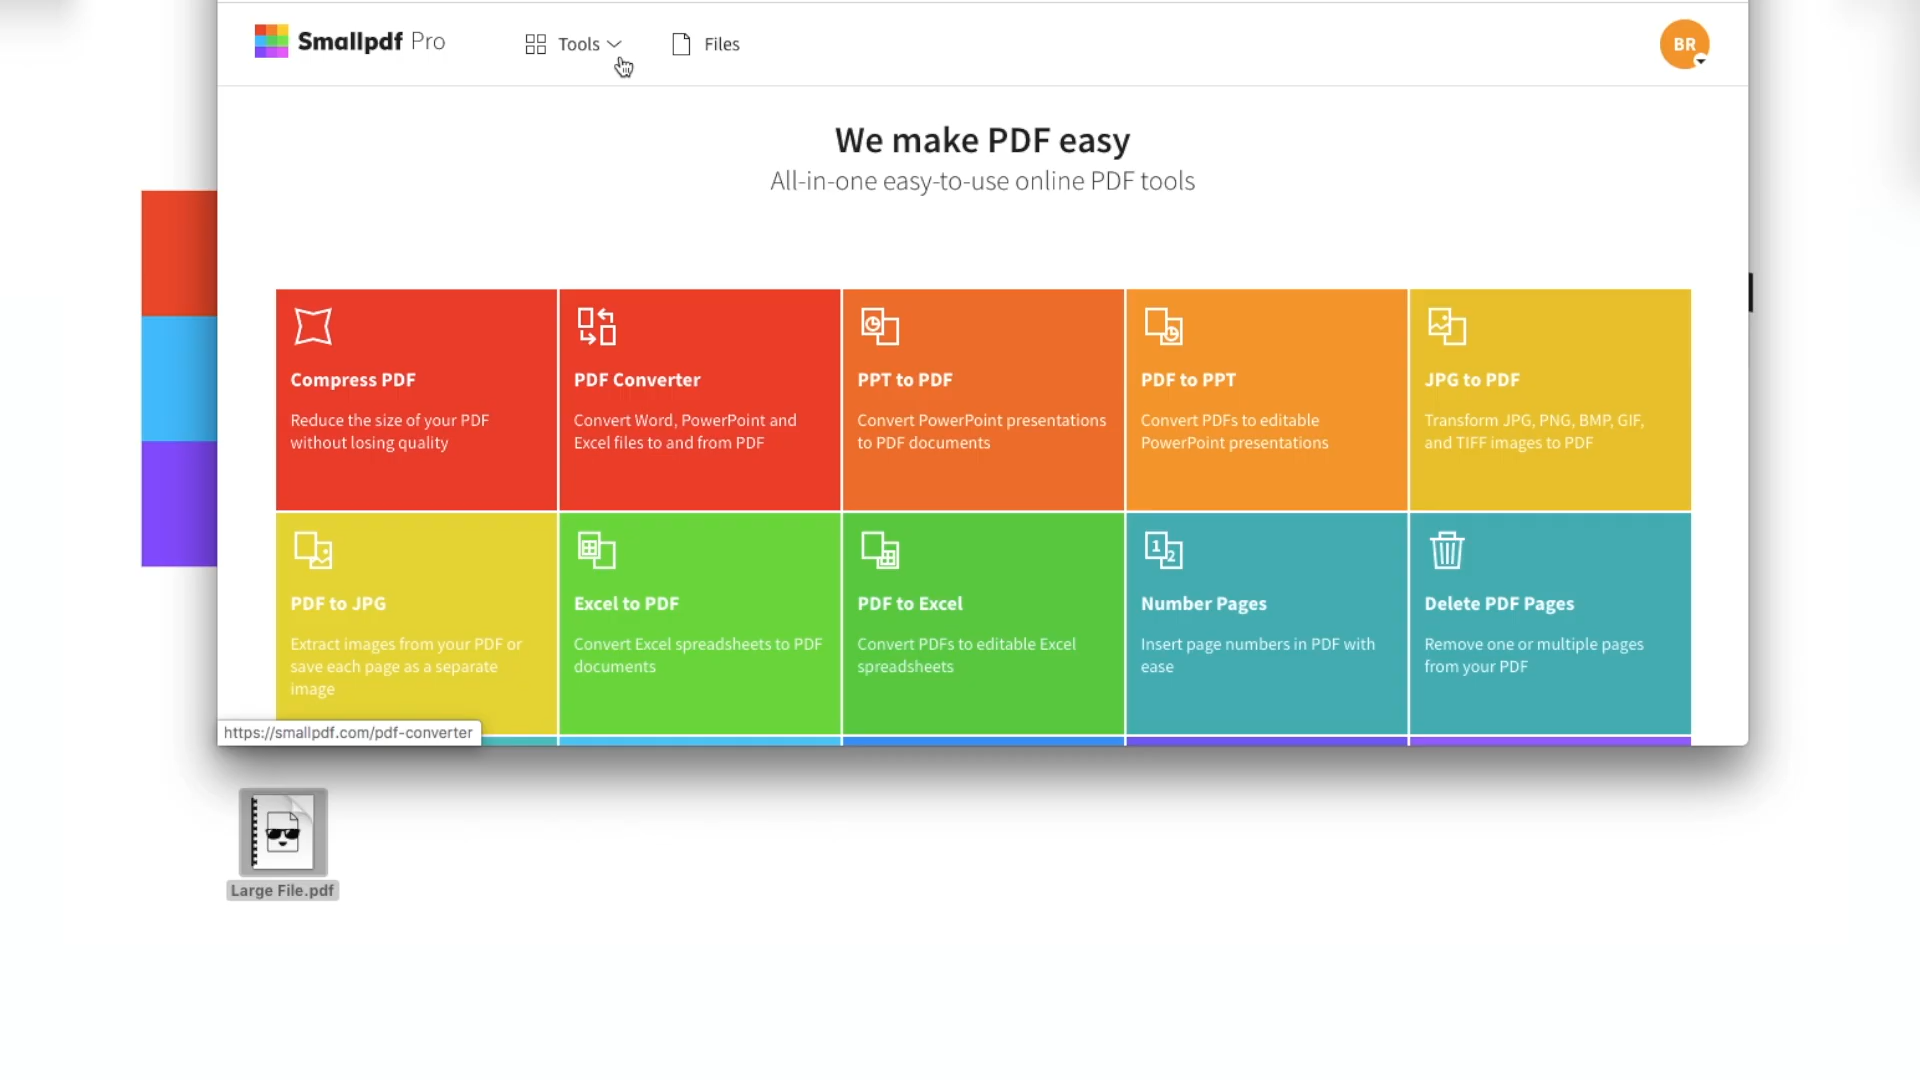 Smallpdf Pro
Tools
Files
BR
We make PDF easy
All-in-one easy-to-use online PDF tools
Compress PDF
Reduce the size of your PDF
without losing quality
PDF Converter
Convert Word, PowerPoint and
Excel files to and from PDF
PPT to PDF
Convert PowerPoint presentations
to PDF documents
PDF to PPT
Convert PDFs to editable
PowerPoint presentations
JPG to PDF
Transform JPG, PNG, BMP, GIF,
and TIFF images to PDF
PDF to JPG
Extract images from your PDF or
save each page as a separate
image
Excel to PDF
Convert Excel spreadsheets to PDF
documents
PDF to Excel
Convert PDFs to editable Excel
spreadsheets
1
2
Number Pages
Insert page numbers in PDF with
ease
Delete PDF Pages
Remove one or multiple pages
from your PDF
https://smallpdf.com/pdf-converter
Large File.pdf